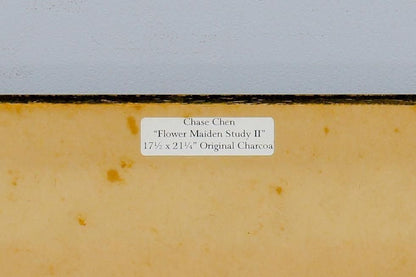 Chase Chen
“Flower Maiden Study II”
17½ x 21¼” Original Charcoa